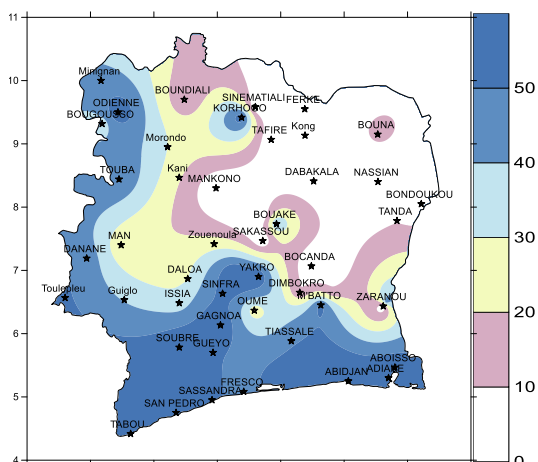 11
Minignan
10
50
BOUNDIALI
SINEMATIALI FERKE
ODIENNE
KORHOGO
BOUGOUSSO
BOUNA
Kong
TAFIRE
9
Morondo
40
TOUBA
Kani
MANKONO
DABAKALA
NASSIAN
BONDOUKOU
8
TANDA
BOUAKE
SAKASSOU
Zouenoula
MAN
30
DANANE
BOCANDA
7
DALOA
YAKRO
SINFRA
DIMBOKRO
Toulepleu
Guiglo
ISSIA
OUME
M'BATTO
ZARANOU
20
GAGNOA
6
SOUBRE
GUEYO
TIASSALE
ABOISSO
ABIDJAN
ADIAKE
10
FRESCO
SASSANDRA
5
SAN PEDRO
TABOU
4
0